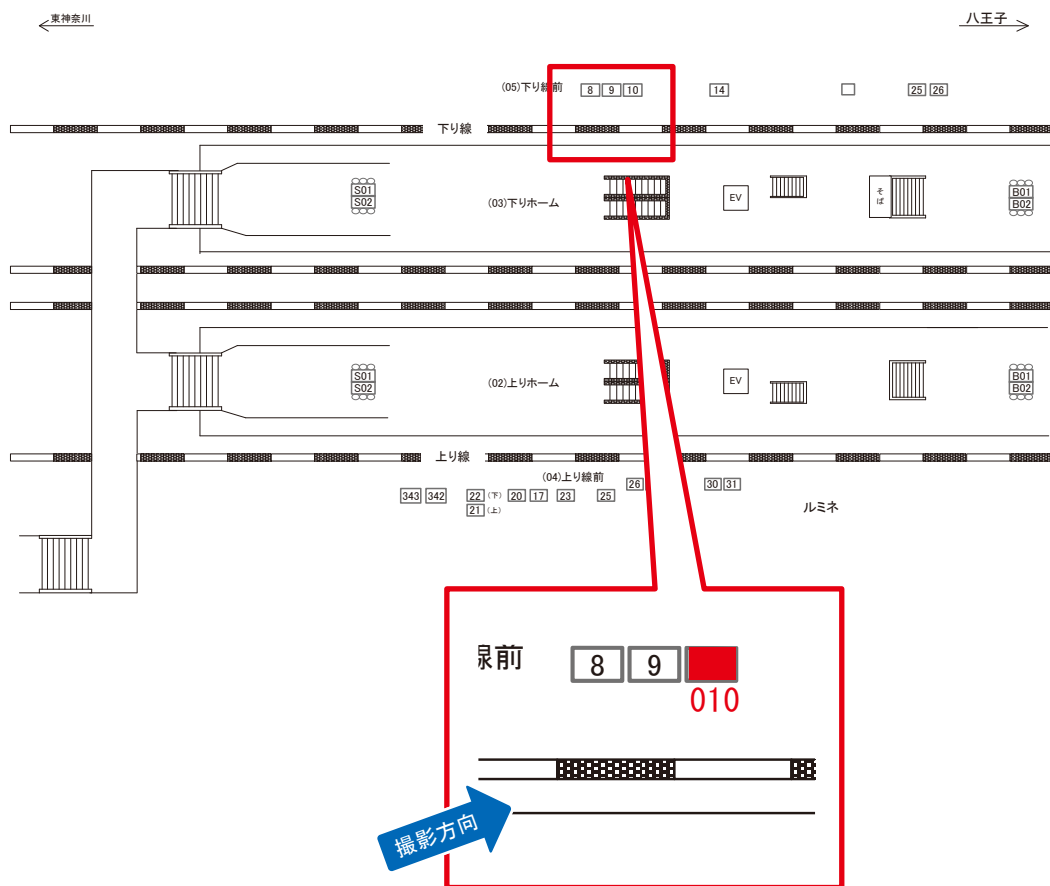 東神奈川
八王子
(05)下り線前
8 9 10
14
25 26
下り線
S01
S02
(03)下りホーム
EV
そば
B01
B02
S01
S02
(02)上りホーム
EV
B01
B02
上り線
(04)上り線前
26
30 31
343 342
22 (下) 20 17 23
25
21 (上)
ルミネ
線前
8 9
010
撮影方向